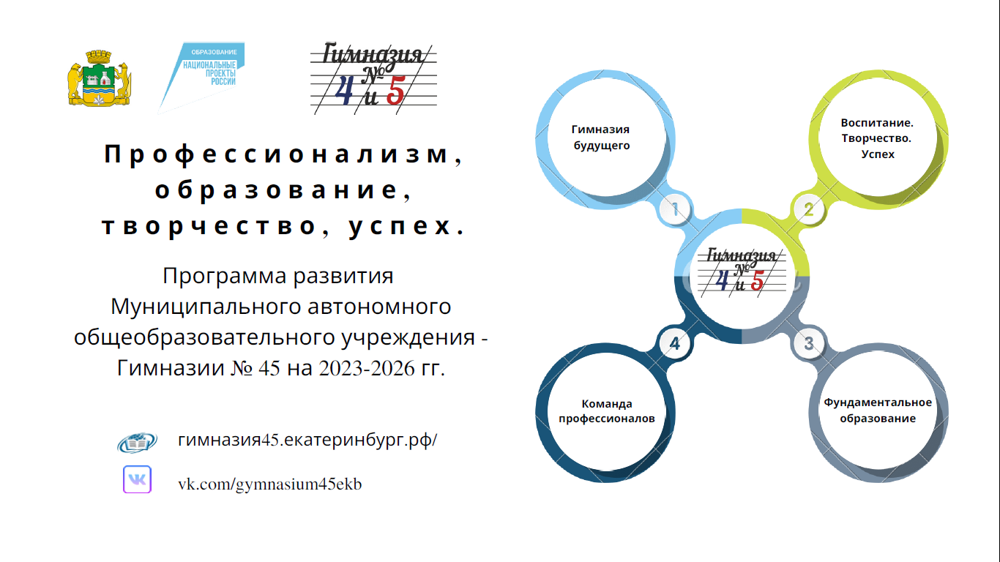 ОБРАЗОВАНИЕ
НАЦИОНАЛЬНЫЕ
ПРОЕКТЫ
РОССИИ
Гимназия
№
4 и 5
Профессионализм,
образование,
творчество, успех.
Программа развития
Муниципального автономного
общеобразовательного учреждения -
Гимназии № 45 на 2023-2026 гг.
гимназия45.екатеринбург.рф/
vk.com/gymnasium45ekb
Гимназия
будущего
1
Воспитание.
Творчество.
Успех
2
Гимназия
№
4 и 5
4
Команда
профессионалов
3
Фундаментальное
образование